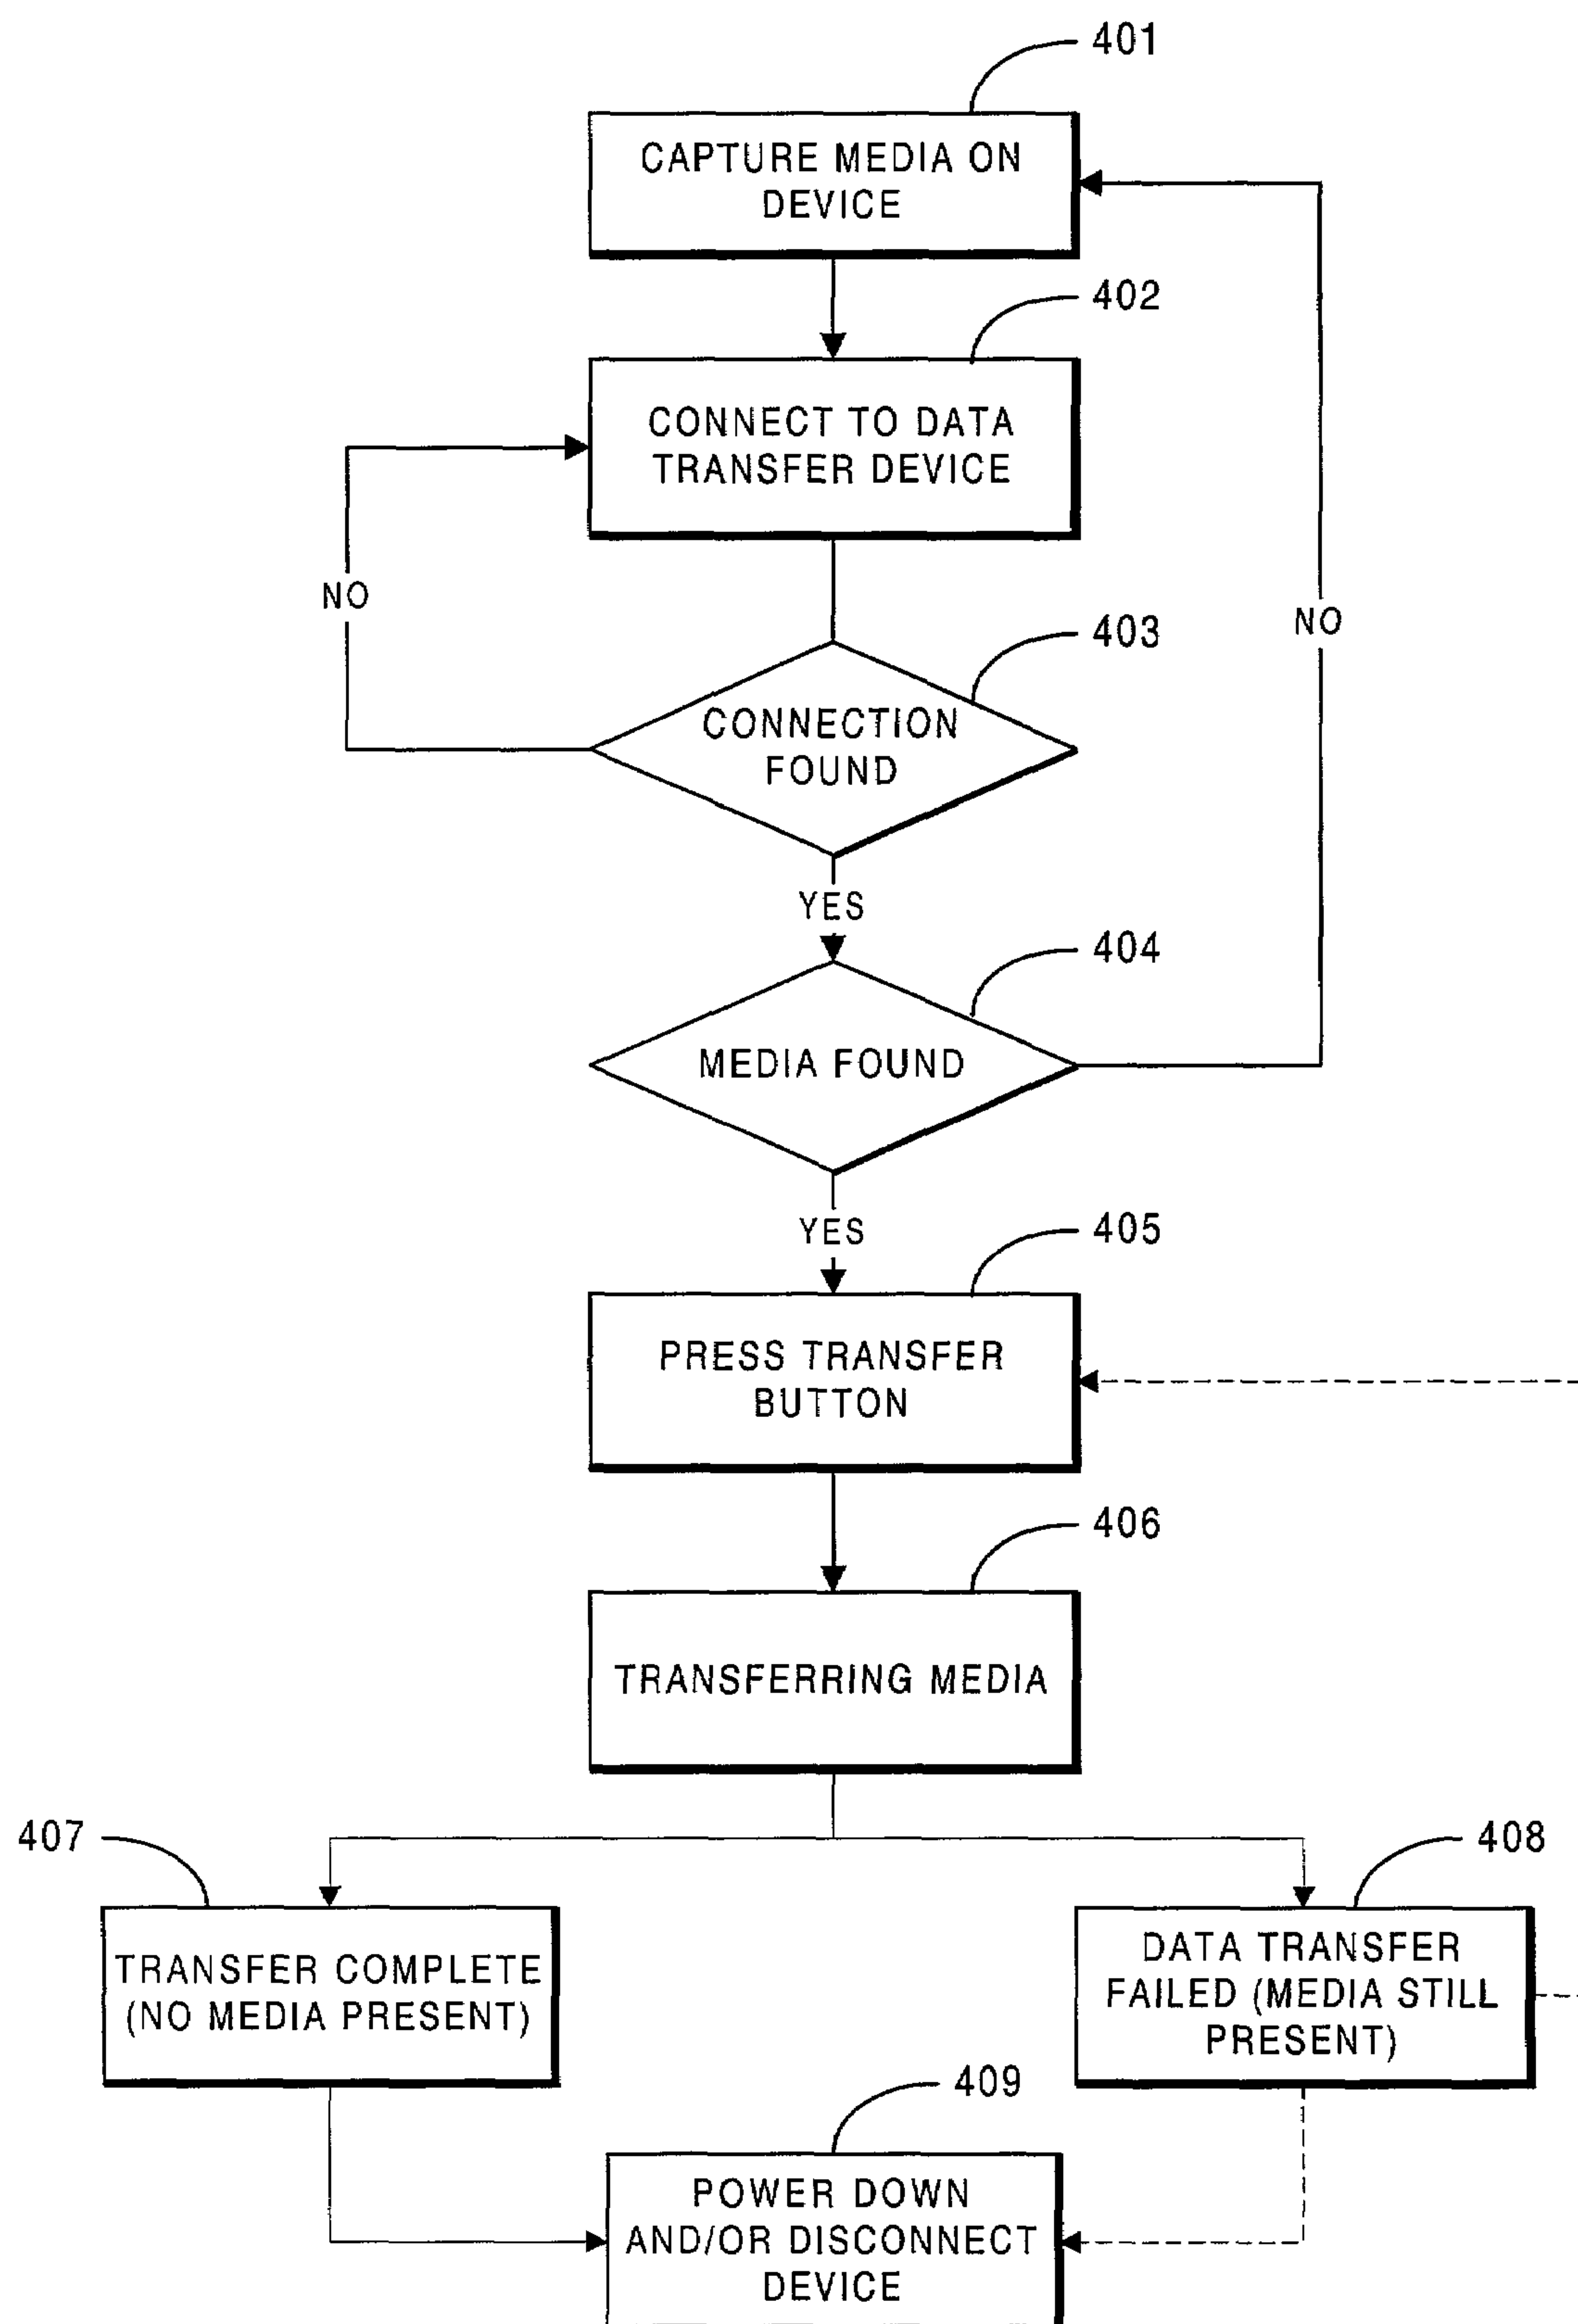 401
CAPTURE MEDIA ON
DEVICE
402
CONNECT TO DATA
TRANSFER DEVICE
NO
NO
403
CONNECTION
FOUND
YES
404
MEDIA FOUND
YES
405
PRESS TRANSFER
BUTTON
406
TRANSFERRING MEDIA
407
408
TRANSFER COMPLETE
(NO MEDIA PRESENT)
DATA TRANSFER
FAILED (MEDIA STILL
PRESENT)
409
POWER DOWN
AND/OR DISCONNECT
DEVICE